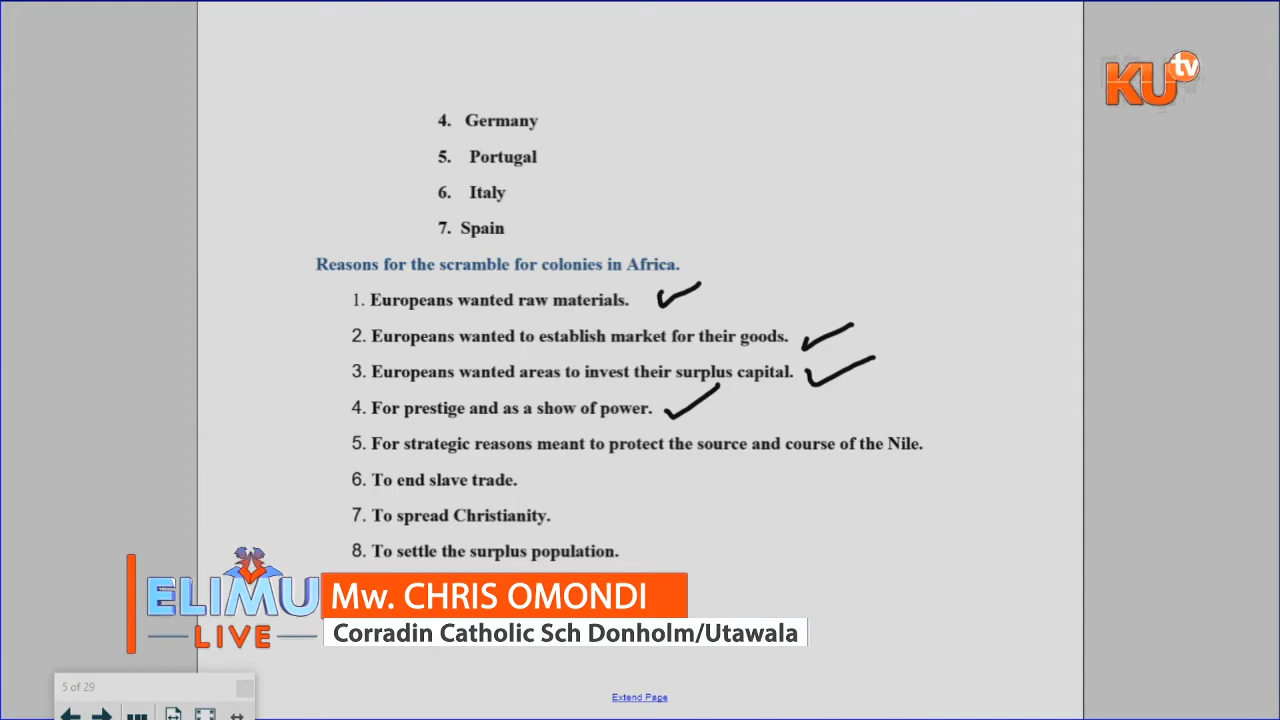 KU tv
4. Germany
5. Portugal
6. Italy
7. Spain
Reasons for the scramble for colonies in Africa.
1. Europeans wanted raw materials.
2. Europeans wanted to establish market for their goods.
3. Europeans wanted areas to invest their surplus capital.
4. For prestige and as a show of power.
5. For strategic reasons meant to protect the source and course of the Nile.
6. To end slave trade.
7. To spread Christianity.
8. To settle the surplus population.
ELIMU
LIVE
Mw. CHRIS OMONDI
Corradin Catholic Sch Donholm/Utawala
5 of 29
Extend Page